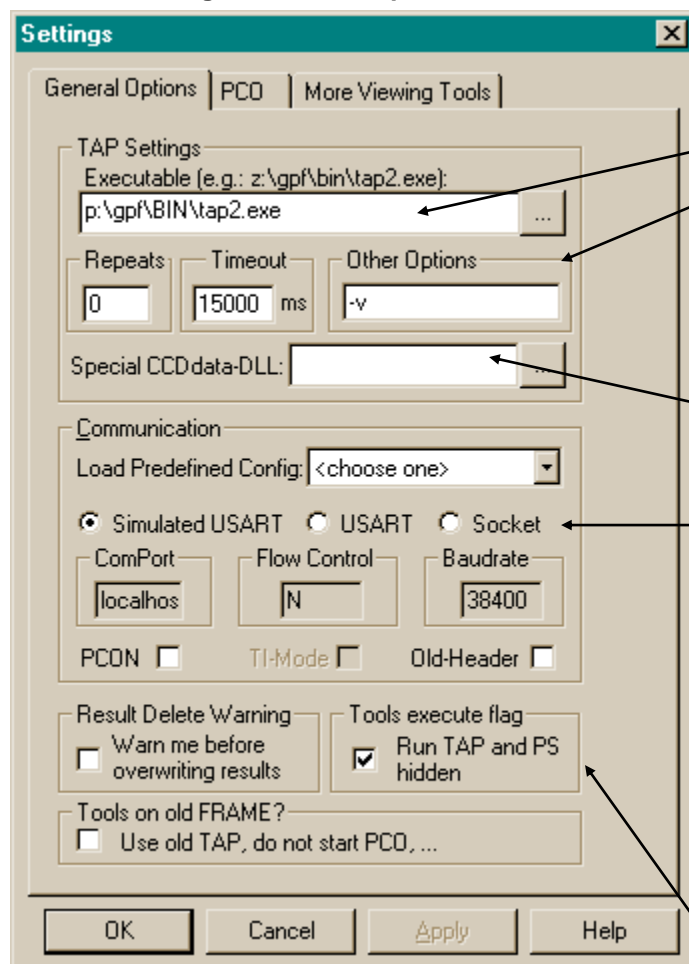 Settings
General Options PCO More Viewing Tools
TAP Settings
Executable (e.g.: z:\gpf\bin\tap2.exe):
p:\gpf\BIN\tap2.exe ...
Repeats Timeout Other Options
0 15000 ms -v
Special CCDdata-DLL: ...
Communication
Load Predefined Config: <choose one>
Simulated USART USART Socket
ComPort Flow Control Baudrate
localhos N 38400
PCON TI-Mode Old-Header
Result Delete Warning Tools execute flag
Warn me before Run TAP and PS
overwriting results hidden
Tools on old FRAME?
Use old TAP, do not start PCO, ...
OK Cancel Apply Help